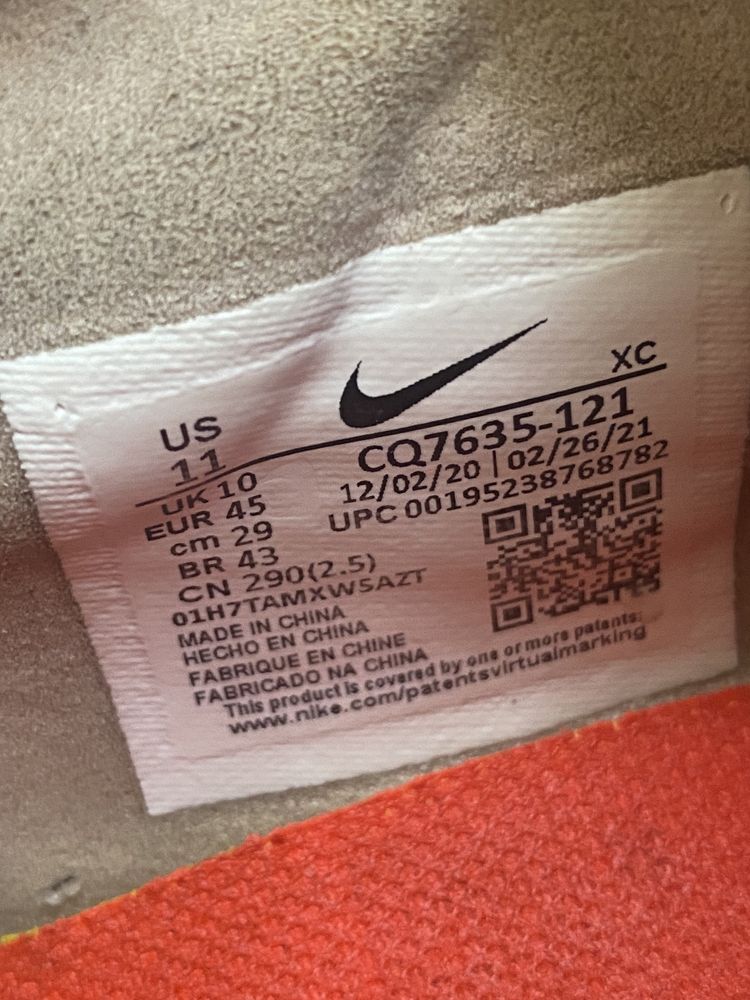 XC
US
11
CQ7635-121
UK 10
12/02/20 | 02/26/21
EUR 45
UPC 00195238768782
cm 29
BR 43
CN 290(2.5)
01H7TAMXW5AZT
MADE IN CHINA
HECHO EN CHINA
FABRIQUE EN CHINE
FABRICADO NA CHINA
This product is covered by one or more patents:
www.nike.com/patentsvirtualmarking